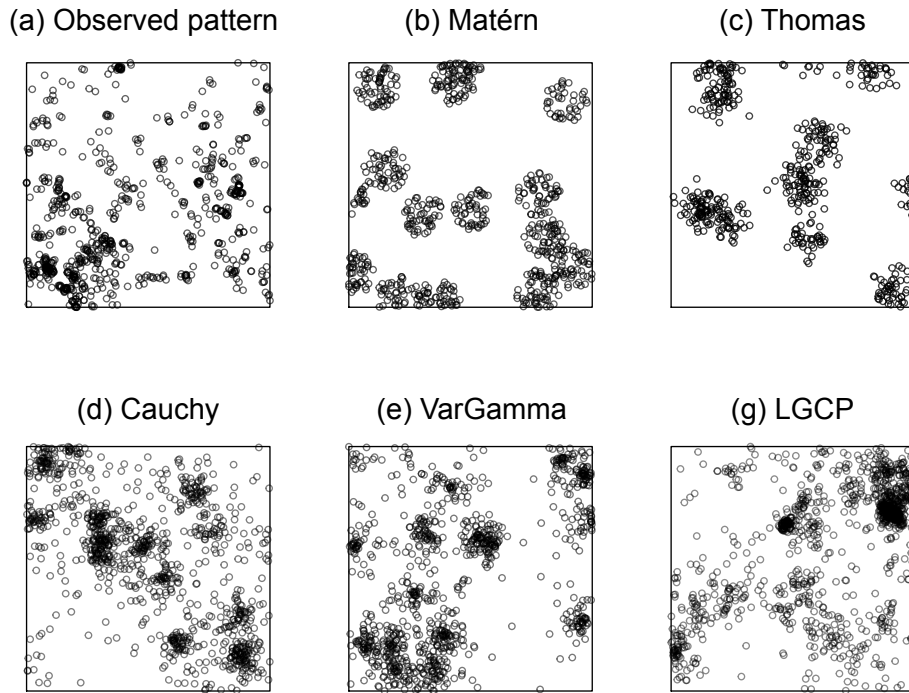 (a) Observed pattern
(b) Matérn
(c) Thomas
(d) Cauchy
(e) VarGamma
(g) LGCP